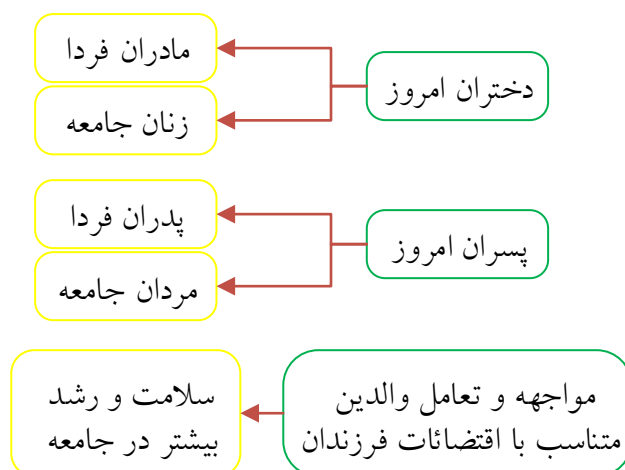 دختران امروز
مادران فردا
زنان جامعه
پسران امروز
پدران فردا
مردان جامعه
مواجهه و تعامل والدین
متناسب با اقتضائات فرزندان
سلامت و رشد
بیشتر در جامعه